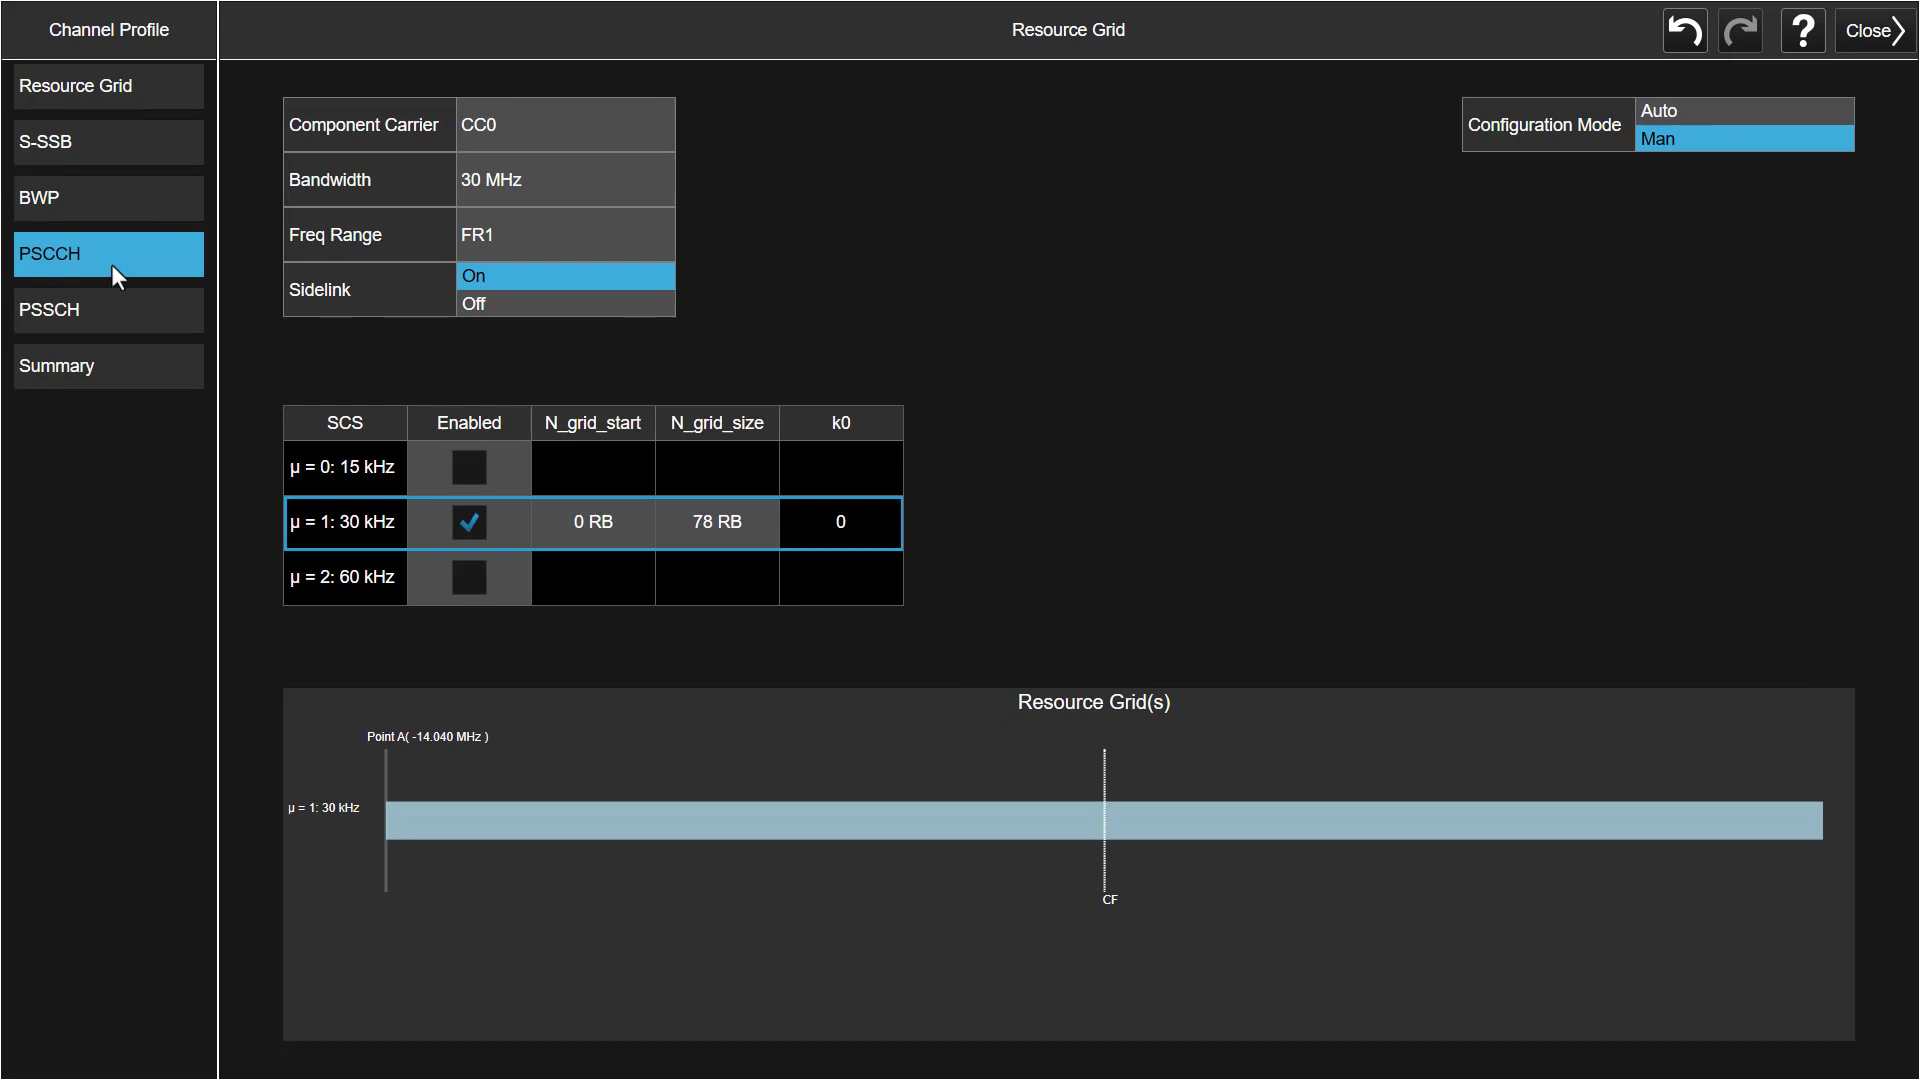 Channel Profile
Resource Grid
Close
Resource Grid
S-SSB
BWP
PSCCH
PSSCH
Summary
Component Carrier CC0
Bandwidth 30 MHz
Freq Range FR1
Sidelink On
Off
Configuration Mode Auto
Man
SCS Enabled N_grid_start N_grid_size k0
μ = 0: 15 kHz
μ = 1: 30 kHz 0 RB 78 RB 0
μ = 2: 60 kHz
Resource Grid(s)
Point A( -14.040 MHz )
μ = 1: 30 kHz
CF